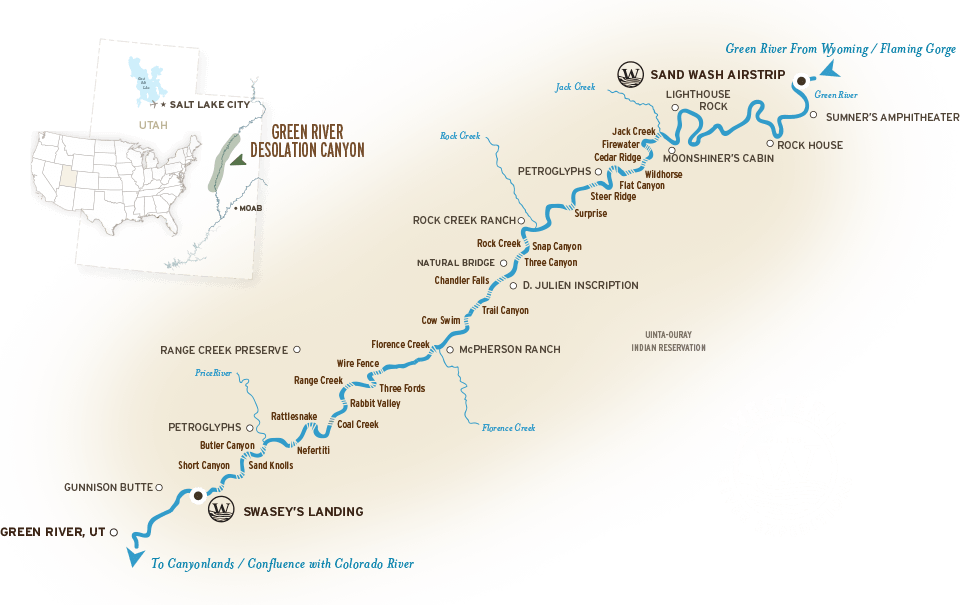 Green River From Wyoming / Flaming Gorge
W
SAND WASH AIRSTRIP
Jack Creek
LIGHTHOUSE
ROCK
Green River
SUMNER'S AMPHITHEATER
SALT LAKE CITY
UTAH
GREEN RIVER
DESOLATION CANYON
MOAB
Rock Creek
Jack Creek
Firewater
Cedar Ridge
ROCK HOUSE
MOONSHINER'S CABIN
PETROGLYPHS
Wildhorse
Flat Canyon
Steer Ridge
Surprise
ROCK CREEK RANCH
Rock Creek
Snap Canyon
NATURAL BRIDGE
Three Canyon
Chandler Falls
D. JULIEN INSCRIPTION
Trail Canyon
Cow Swim
UINTA-OURAY
INDIAN RESERVATION
Florence Creek
RANGE CREEK PRESERVE
McPHERSON RANCH
Wire Fence
PriceRiver
Range Creek
Three Fords
Rabbit Valley
Rattlesnake
Coal Creek
PETROGLYPHS
Florence Creek
Butler Canyon
Nefertiti
Short Canyon
Sand Knolls
GUNNISON BUTTE
W
SWASEY'S LANDING
GREEN RIVER, UT
To Canyonlands / Confluence with Colorado River